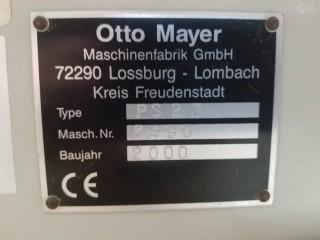 Otto Mayer
Maschinenfabrik GmbH
72290 Lossburg - Lombach
Kreis Freudenstadt
Type
Masch. Nr.
Baujahr 2000
CE